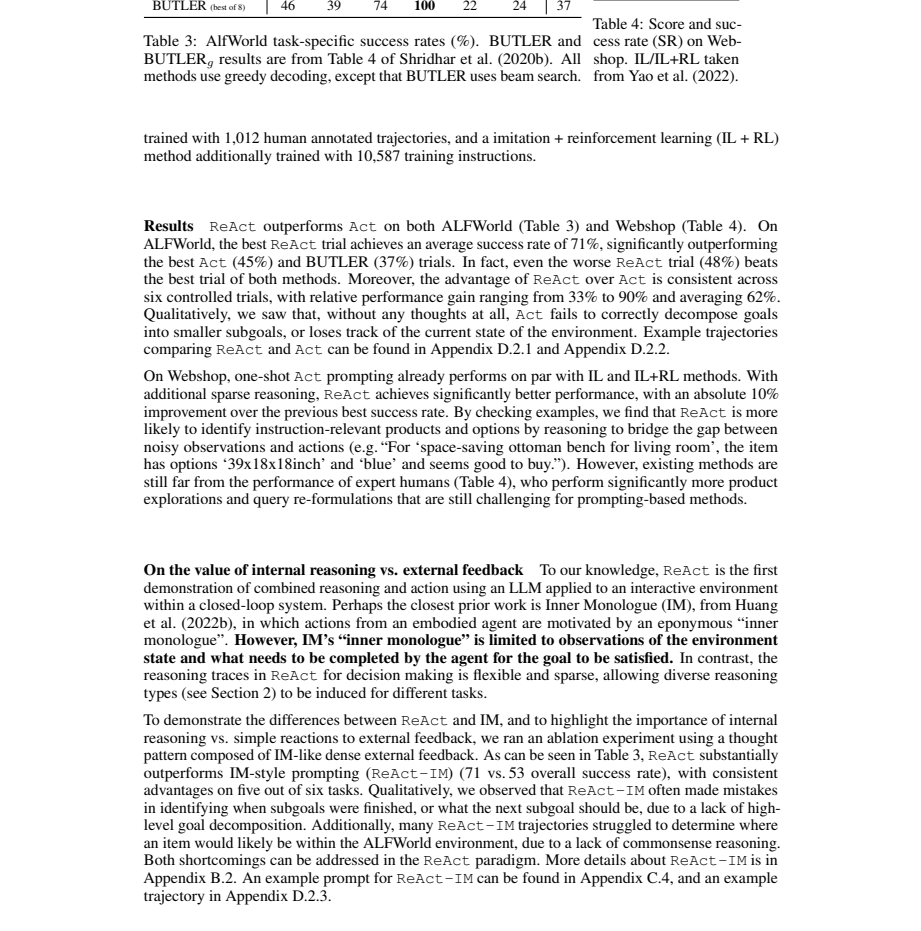 BUTLER (best of 8) 46 39 74 100 22 24 37
Table 3: AlfWorld task-specific success rates (%). BUTLER and
BUTLERg results are from Table 4 of Shridhar et al. (2020b). All
methods use greedy decoding, except that BUTLER uses beam search.
Table 4: Score and suc-
cess rate (SR) on Web-
shop. IL/IL+RL taken
from Yao et al. (2022).
trained with 1,012 human annotated trajectories, and a imitation + reinforcement learning (IL + RL)
method additionally trained with 10,587 training instructions.
Results ReAct outperforms Act on both ALFWorld (Table 3) and Webshop (Table 4). On
ALFWorld, the best ReAct trial achieves an average success rate of 71%, significantly outperforming
the best Act (45%) and BUTLER (37%) trials. In fact, even the worse ReAct trial (48%) beats
the best trial of both methods. Moreover, the advantage of ReAct over Act is consistent across
six controlled trials, with relative performance gain ranging from 33% to 90% and averaging 62%.
Qualitatively, we saw that, without any thoughts at all, Act fails to correctly decompose goals
into smaller subgoals, or loses track of the current state of the environment. Example trajectories
comparing ReAct and Act can be found in Appendix D.2.1 and Appendix D.2.2.
On Webshop, one-shot Act prompting already performs on par with IL and IL+RL methods. With
additional sparse reasoning, ReAct achieves significantly better performance, with an absolute 10%
improvement over the previous best success rate. By checking examples, we find that ReAct is more
likely to identify instruction-relevant products and options by reasoning to bridge the gap between
noisy observations and actions (e.g. “For ‘space-saving ottoman bench for living room’, the item
has options ‘39x18x18inch’ and ‘blue’ and seems good to buy.”). However, existing methods are
still far from the performance of expert humans (Table 4), who perform significantly more product
explorations and query re-formulations that are still challenging for prompting-based methods.
On the value of internal reasoning vs. external feedback To our knowledge, ReAct is the first
demonstration of combined reasoning and action using an LLM applied to an interactive environment
within a closed-loop system. Perhaps the closest prior work is Inner Monologue (IM), from Huang
et al. (2022b), in which actions from an embodied agent are motivated by an eponymous “inner
monologue”. However, IM’s “inner monologue” is limited to observations of the environment
state and what needs to be completed by the agent for the goal to be satisfied. In contrast, the
reasoning traces in ReAct for decision making is flexible and sparse, allowing diverse reasoning
types (see Section 2) to be induced for different tasks.
To demonstrate the differences between ReAct and IM, and to highlight the importance of internal
reasoning vs. simple reactions to external feedback, we ran an ablation experiment using a thought
pattern composed of IM-like dense external feedback. As can be seen in Table 3, ReAct substantially
outperforms IM-style prompting (ReAct-IM) (71 vs. 53 overall success rate), with consistent
advantages on five out of six tasks. Qualitatively, we observed that ReAct-IM often made mistakes
in identifying when subgoals were finished, or what the next subgoal should be, due to a lack of high-
level goal decomposition. Additionally, many ReAct-IM trajectories struggled to determine where
an item would likely be within the ALFWorld environment, due to a lack of commonsense reasoning.
Both shortcomings can be addressed in the ReAct paradigm. More details about ReAct-IM is in
Appendix B.2. An example prompt for ReAct-IM can be found in Appendix C.4, and an example
trajectory in Appendix D.2.3.